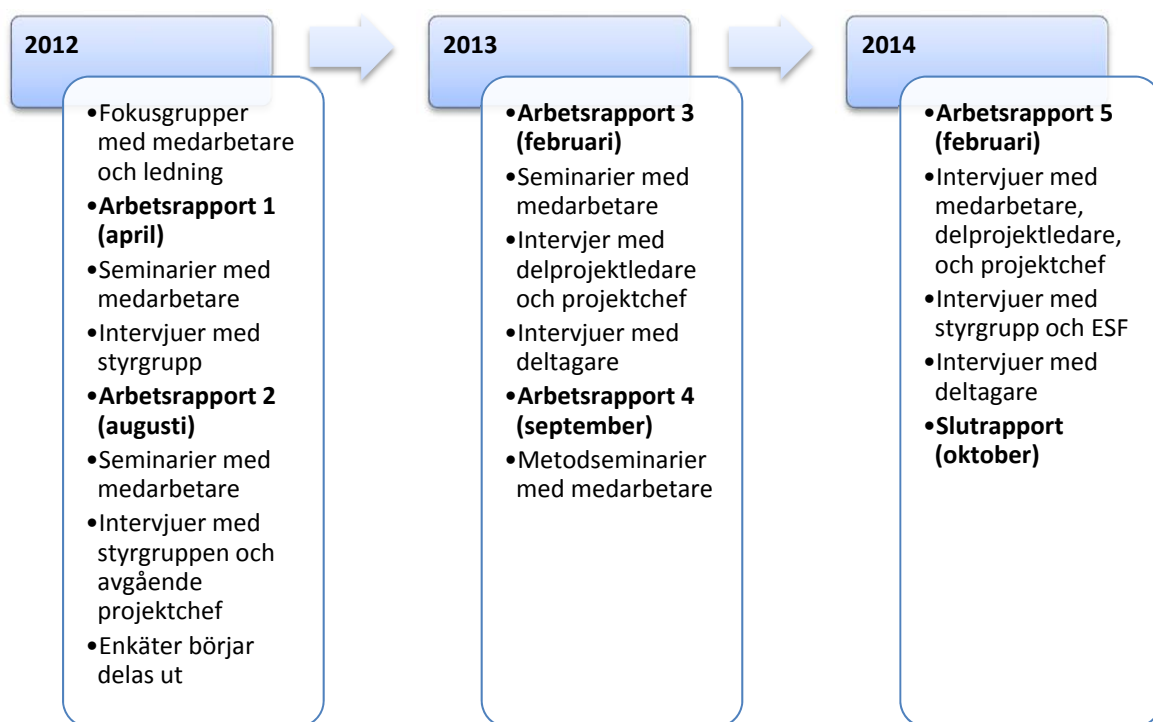 2012
•Fokusgrupper
med medarbetare
och ledning
•Arbetsrapport 1
(april)
•Seminarier med
medarbetare
•Intervjuer med
styrgrupp
•Arbetsrapport 2
(augusti)
•Seminarier med
medarbetare
•Intervjuer med
styrgruppen och
avgående
projektchef
•Enkäter börjar
delas ut
2013
•Arbetsrapport 3
(februari)
•Seminarier med
medarbetare
•Intervjer med
delprojektledare
och projektchef
•Intervjuer med
deltagare
•Arbetsrapport 4
(september)
•Metodseminarier
med medarbetare
2014
•Arbetsrapport 5
(februari)
•Intervjuer med
medarbetare,
delprojektledare,
och projektchef
•Intervjuer med
styrgrupp och ESF
•Intervjuer med
deltagare
•Slutrapport
(oktober)